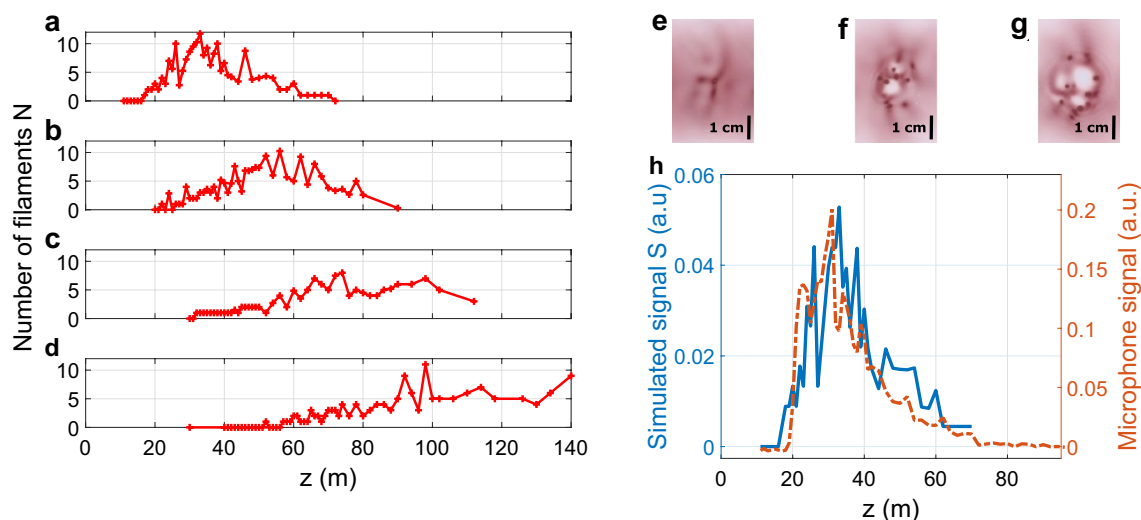 a
10
5
0
b
10
5
0
c
10
5
0
d
10
5
0
0 20 40 60 80 100 120 140
z (m)
Number of filaments N
e f g
1 cm 1 cm 1 cm
h
0.06
0.04
0.02
0
Simulated signal S (a.u)
0.2
0.15
0.1
0.05
0
Microphone signal (a.u.)
0 20 40 60 80
z (m)